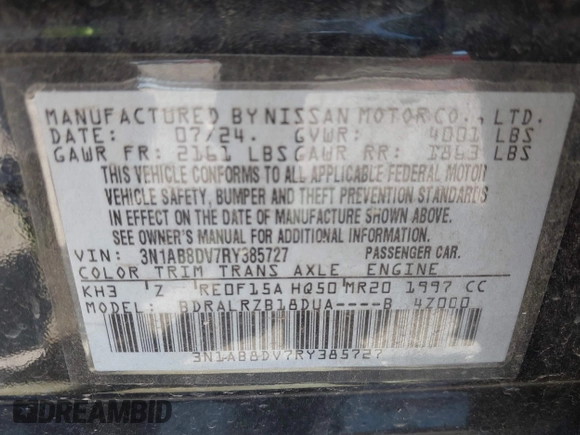 MANUFACTURED BY NISSAN MOTOR CO., LTD.
DATE: 07/24. GVWR: 4001 LBS
GAWR FR: 2161 LBS GAWR RR: 1863 LBS
THIS VEHICLE CONFORMS TO ALL APPLICABLE FEDERAL MOTOR
VEHICLE SAFETY, BUMPER AND THEFT PREVENTION STANDARDS
IN EFFECT ON THE DATE OF MANUFACTURE SHOWN ABOVE.
SEE OWNER'S MANUAL FOR ADDITIONAL INFORMATION.
VIN: 3N1AB8DV7RY385727 PASSENGER CAR.
COLOR TRIM TRANS AXLE ENGINE
KH3 Z RE0F15A HQ50 MR20 1997 CC
MODEL: BDRALRZB18DUA----B 47000
3N1AB8DV7RY385727
DREAMBID